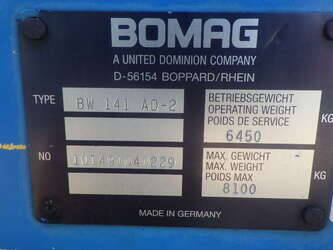 BOMAG
A UNITED DOMINION COMPANY
D-56154 BOPPARD/RHEIN
TYPE BW 141 AD-2
BETRIEBSGEWICHT
OPERATING WEIGHT
POIDS DE SERVICE
6450 KG
NO
MAX. GEWICHT
MAX. WEIGHT
POIDS MAX
8100 KG
MADE IN GERMANY